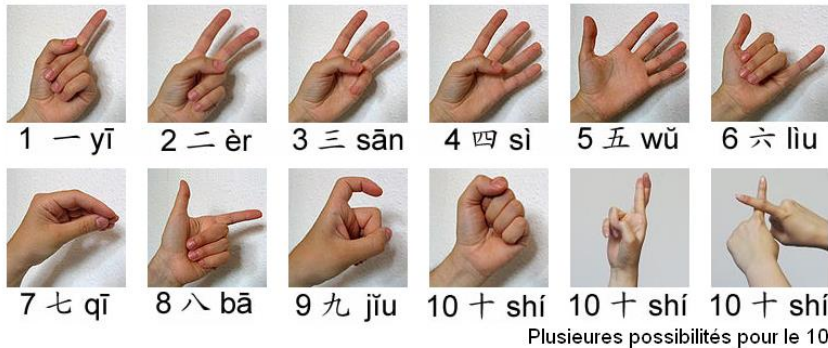 1 一 yī 2 二 èr 3 三 sān 4 四 sì 5 五 wǔ 6 六 lìu
7 七 qī 8 八 bā 9 九 jǐu 10 十 shí 10 十 shí 10 十 shí
Plusieures possibilités pour le 10